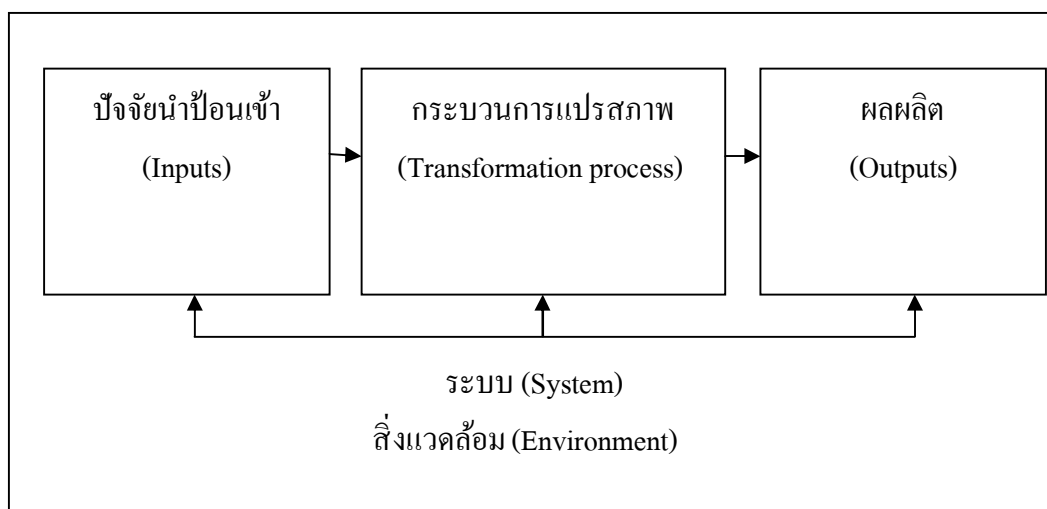 ปัจจัยนำป้อนเข้า
(Inputs)
กระบวนการแปรสภาพ
(Transformation process)
ผลผลิต
(Outputs)
ระบบ (System)
สิ่งแวดล้อม (Environment)